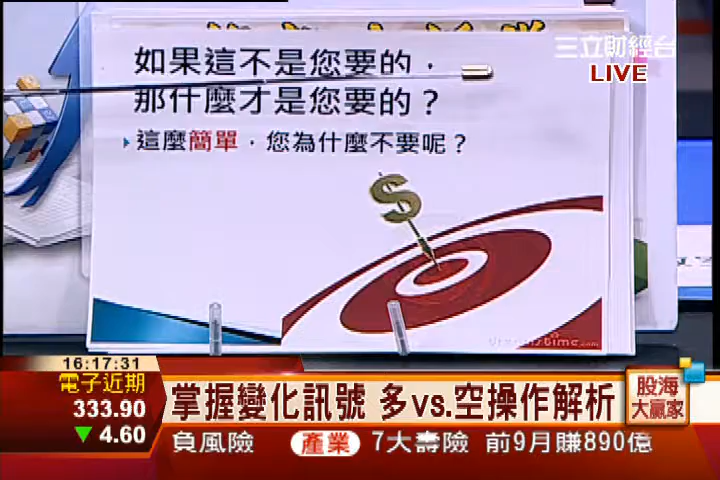 三立財經台
LIVE
如果這不是您要的，
那什麼才是您要的？
這麼簡單，您為什麼不要呢？
$
dreamstime.com
16:17:31
電子近期
333.90
▼4.60
掌握變化訊號 多vs.空操作解析
股海
大贏家
負風險 產業 7大壽險 前9月賺890億